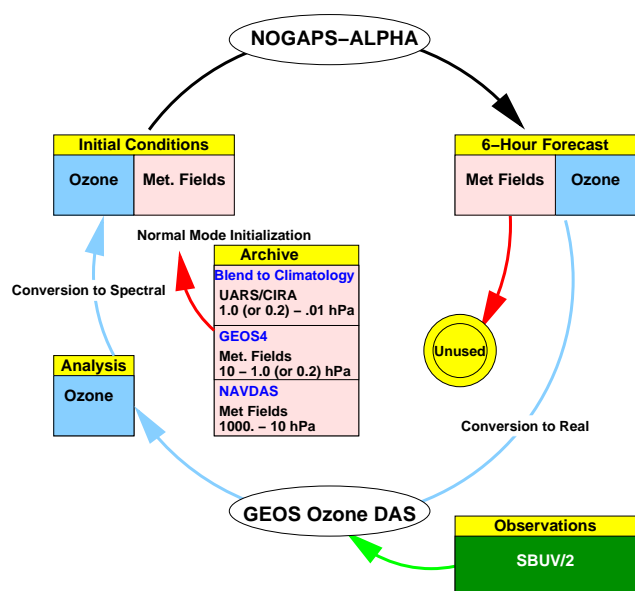 NOGAPS−ALPHA
Initial Conditions
Ozone
Met. Fields
6−Hour Forecast
Met Fields
Ozone
Normal Mode Initialization
Archive
Blend to Climatology
UARS/CIRA
1.0 (or 0.2) − .01 hPa
GEOS4
Met. Fields
10 − 1.0 (or 0.2) hPa
NAVDAS
Met Fields
1000. − 10 hPa
Conversion to Spectral
Unused
Analysis
Ozone
Conversion to Real
GEOS Ozone DAS
Observations
SBUV/2